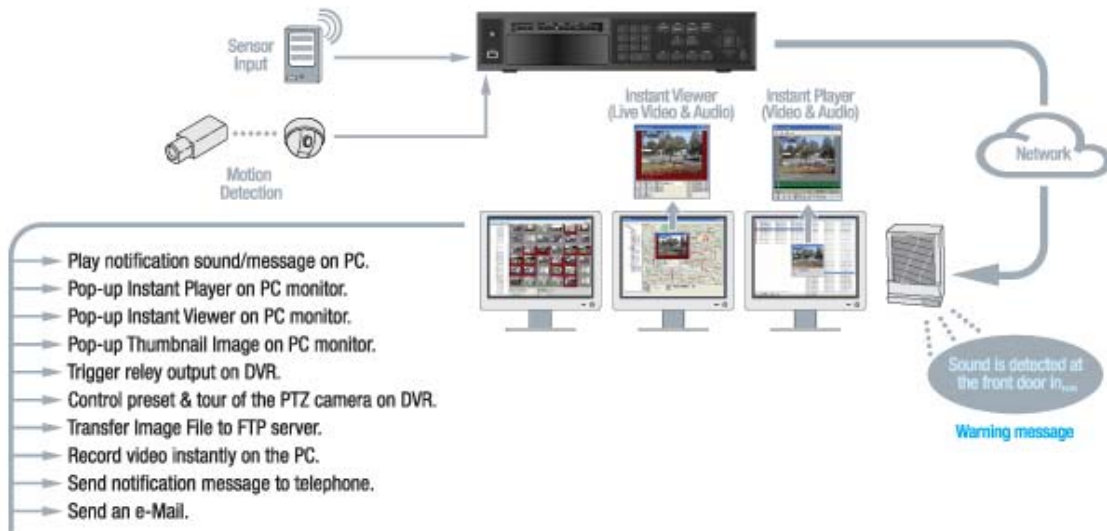 Sensor
Input
Motion
Detection
Instant Viewer
(Live Video & Audio)
Instant Player
(Video & Audio)
Network
Play notification sound/message on PC.
Pop-up Instant Player on PC monitor.
Pop-up Instant Viewer on PC monitor.
Pop-up Thumbnail Image on PC monitor.
Trigger reley output on DVR.
Control preset & tour of the PTZ camera on DVR.
Transfer Image File to FTP server.
Record video instantly on the PC.
Send notification message to telephone.
Send an e-Mail.
Sound is detected at
the front door in,...
Warning message